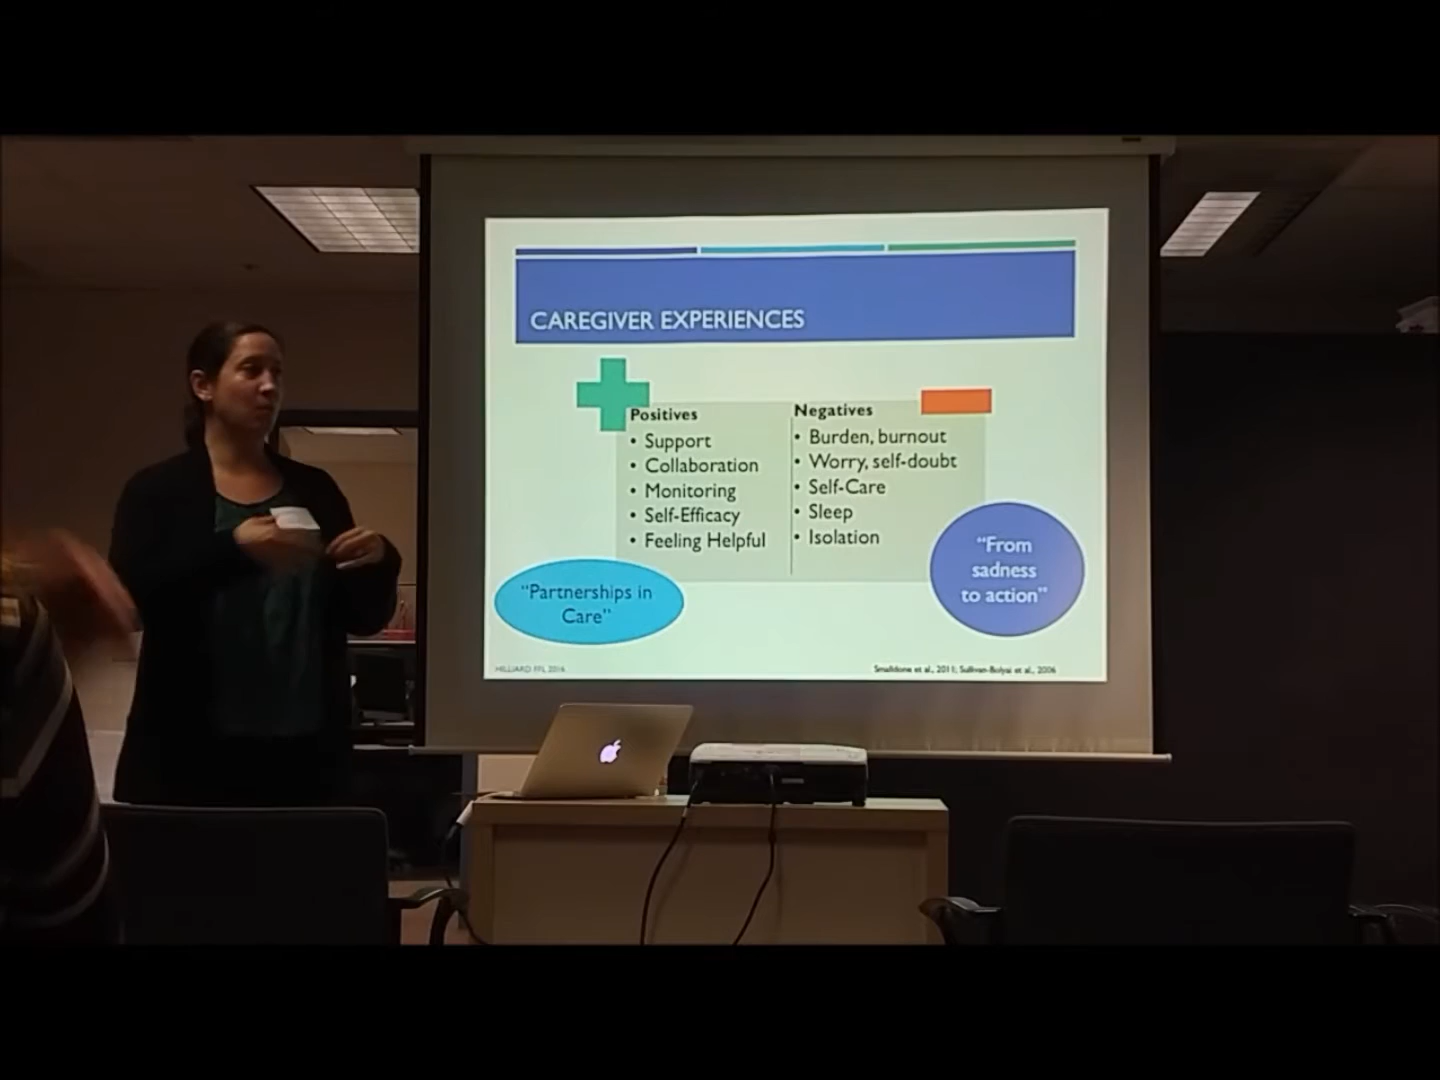 CAREGIVER EXPERIENCES
Positives
• Support
• Collaboration
• Monitoring
• Self-Efficacy
• Feeling Helpful
Negatives
• Burden, burnout
• Worry, self-doubt
• Self-Care
• Sleep
• Isolation
"Partnerships in
Care"
"From
sadness
to action"
HILLIARD FFL 2016
Smaldone et al., 2011; Sullivan-Bolyai et al., 2006